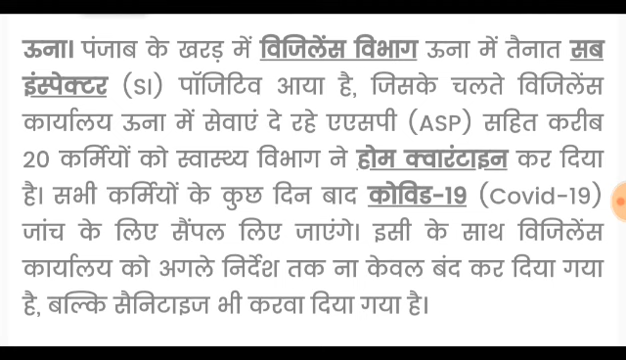 ऊना। पंजाब के खरड़ में विजिलेंस विभाग ऊना में तैनात सब
इंस्पेक्टर (SI) पॉजिटिव आया है, जिसके चलते विजिलेंस
कार्यालय ऊना में सेवाएं दे रहे एएसपी (ASP) सहित करीब
20 कर्मियों को स्वास्थ्य विभाग ने होम क्वारंटाइन कर दिया
है। सभी कर्मियों के कुछ दिन बाद कोविड-19 (Covid-19)
जांच के लिए सैंपल लिए जाएंगे। इसी के साथ विजिलेंस
कार्यालय को अगले निर्देश तक ना केवल बंद कर दिया गया
है, बल्कि सैनिटाइज भी करवा दिया गया है।